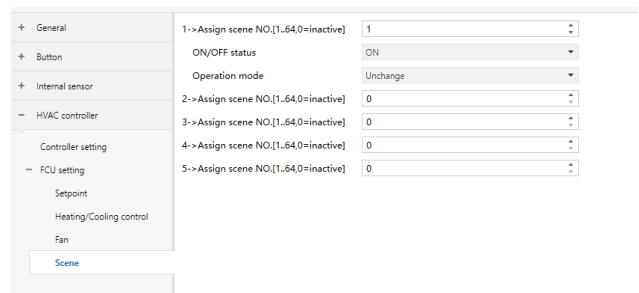 General
Button
Internal sensor
HVAC controller
Controller setting
FCU setting
Setpoint
Heating/Cooling control
Fan
Scene
1->Assign scene NO.[1..64,0=inactive] 1
ON/OFF status ON
Operation mode Unchange
2->Assign scene NO.[1..64,0=inactive] 0
3->Assign scene NO.[1..64,0=inactive] 0
4->Assign scene NO.[1..64,0=inactive] 0
5->Assign scene NO.[1..64,0=inactive] 0